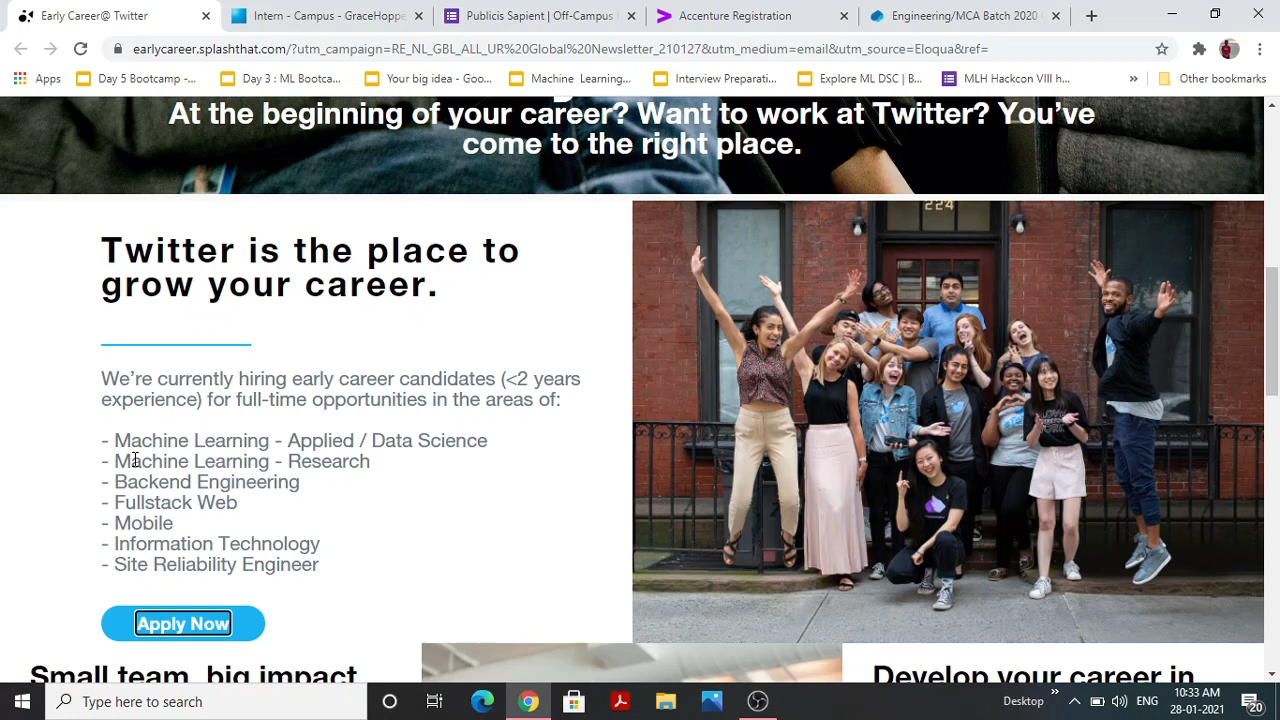 Early Career@ Twitter
Intern - Campus - GraceHope
Publicis Sapient | Off-Campus
Accenture Registration
Engineering/MCA Batch 2020
earlycareer.splashthat.com/?utm_campaign=RE_NL_GBL_ALL_UR%20Global%20Newsletter_210127&utm_medium=email&utm_source=Eloqua&ref=
Apps
Day 5 Bootcamp -...
Day 3 : ML Bootca...
Your big idea - Goo...
Machine Learning...
Interview Preparati...
Explore ML DSC | B...
MLH Hackcon VIII h...
»
Other bookmarks
At the beginning of your career? Want to work at Twitter? You’ve
come to the right place.
Twitter is the place to
grow your career.
We’re currently hiring early career candidates (<2 years
experience) for full-time opportunities in the areas of:
- Machine Learning - Applied / Data Science
- Machine Learning - Research
- Backend Engineering
- Fullstack Web
- Mobile
- Information Technology
- Site Reliability Engineer
Apply Now
224
Small team, big impact
Develop your career in
Type here to search
Desktop
»
ENG
10:33 AM
28-01-2021
20